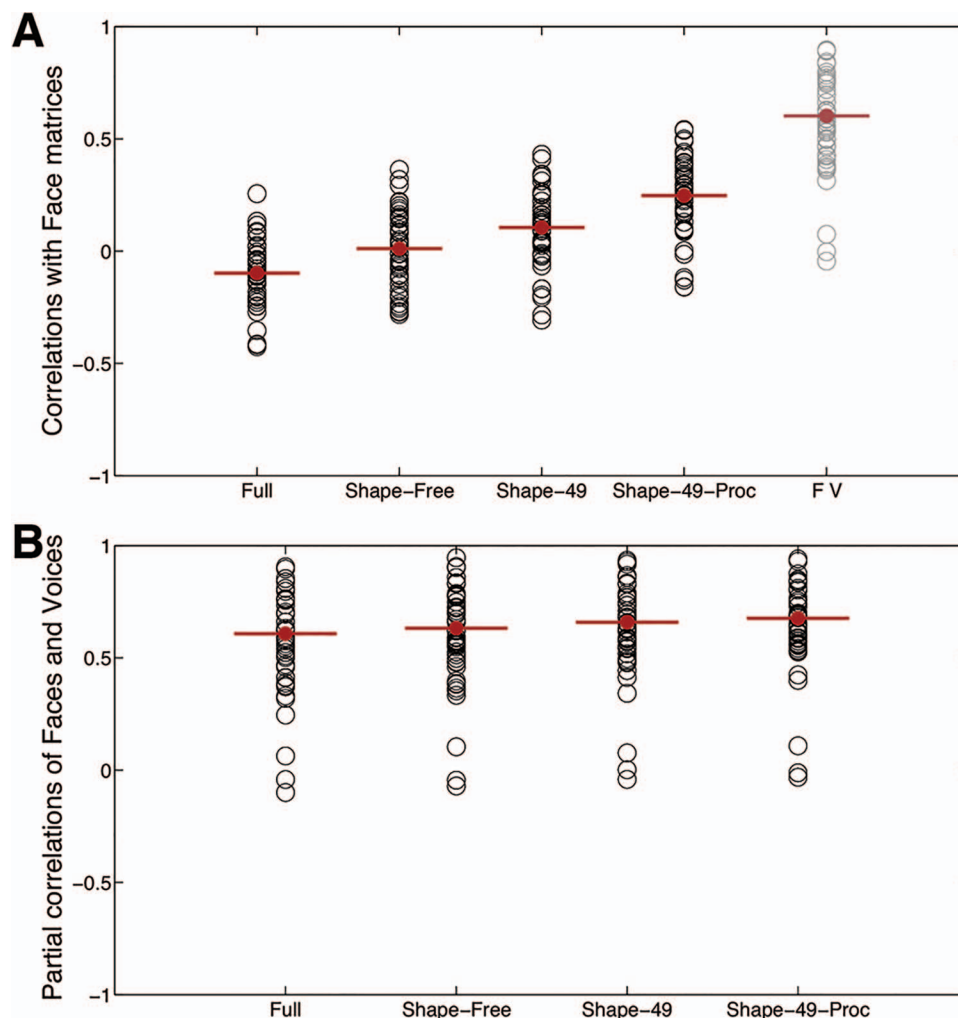 A
Correlations with Face matrices
1
0.5
0
−0.5
−1
Full Shape−Free Shape−49 Shape−49−Proc F V
B
Partial correlations of Faces and Voices
1
0.5
0
−0.5
−1
Full Shape−Free Shape−49 Shape−49−Proc